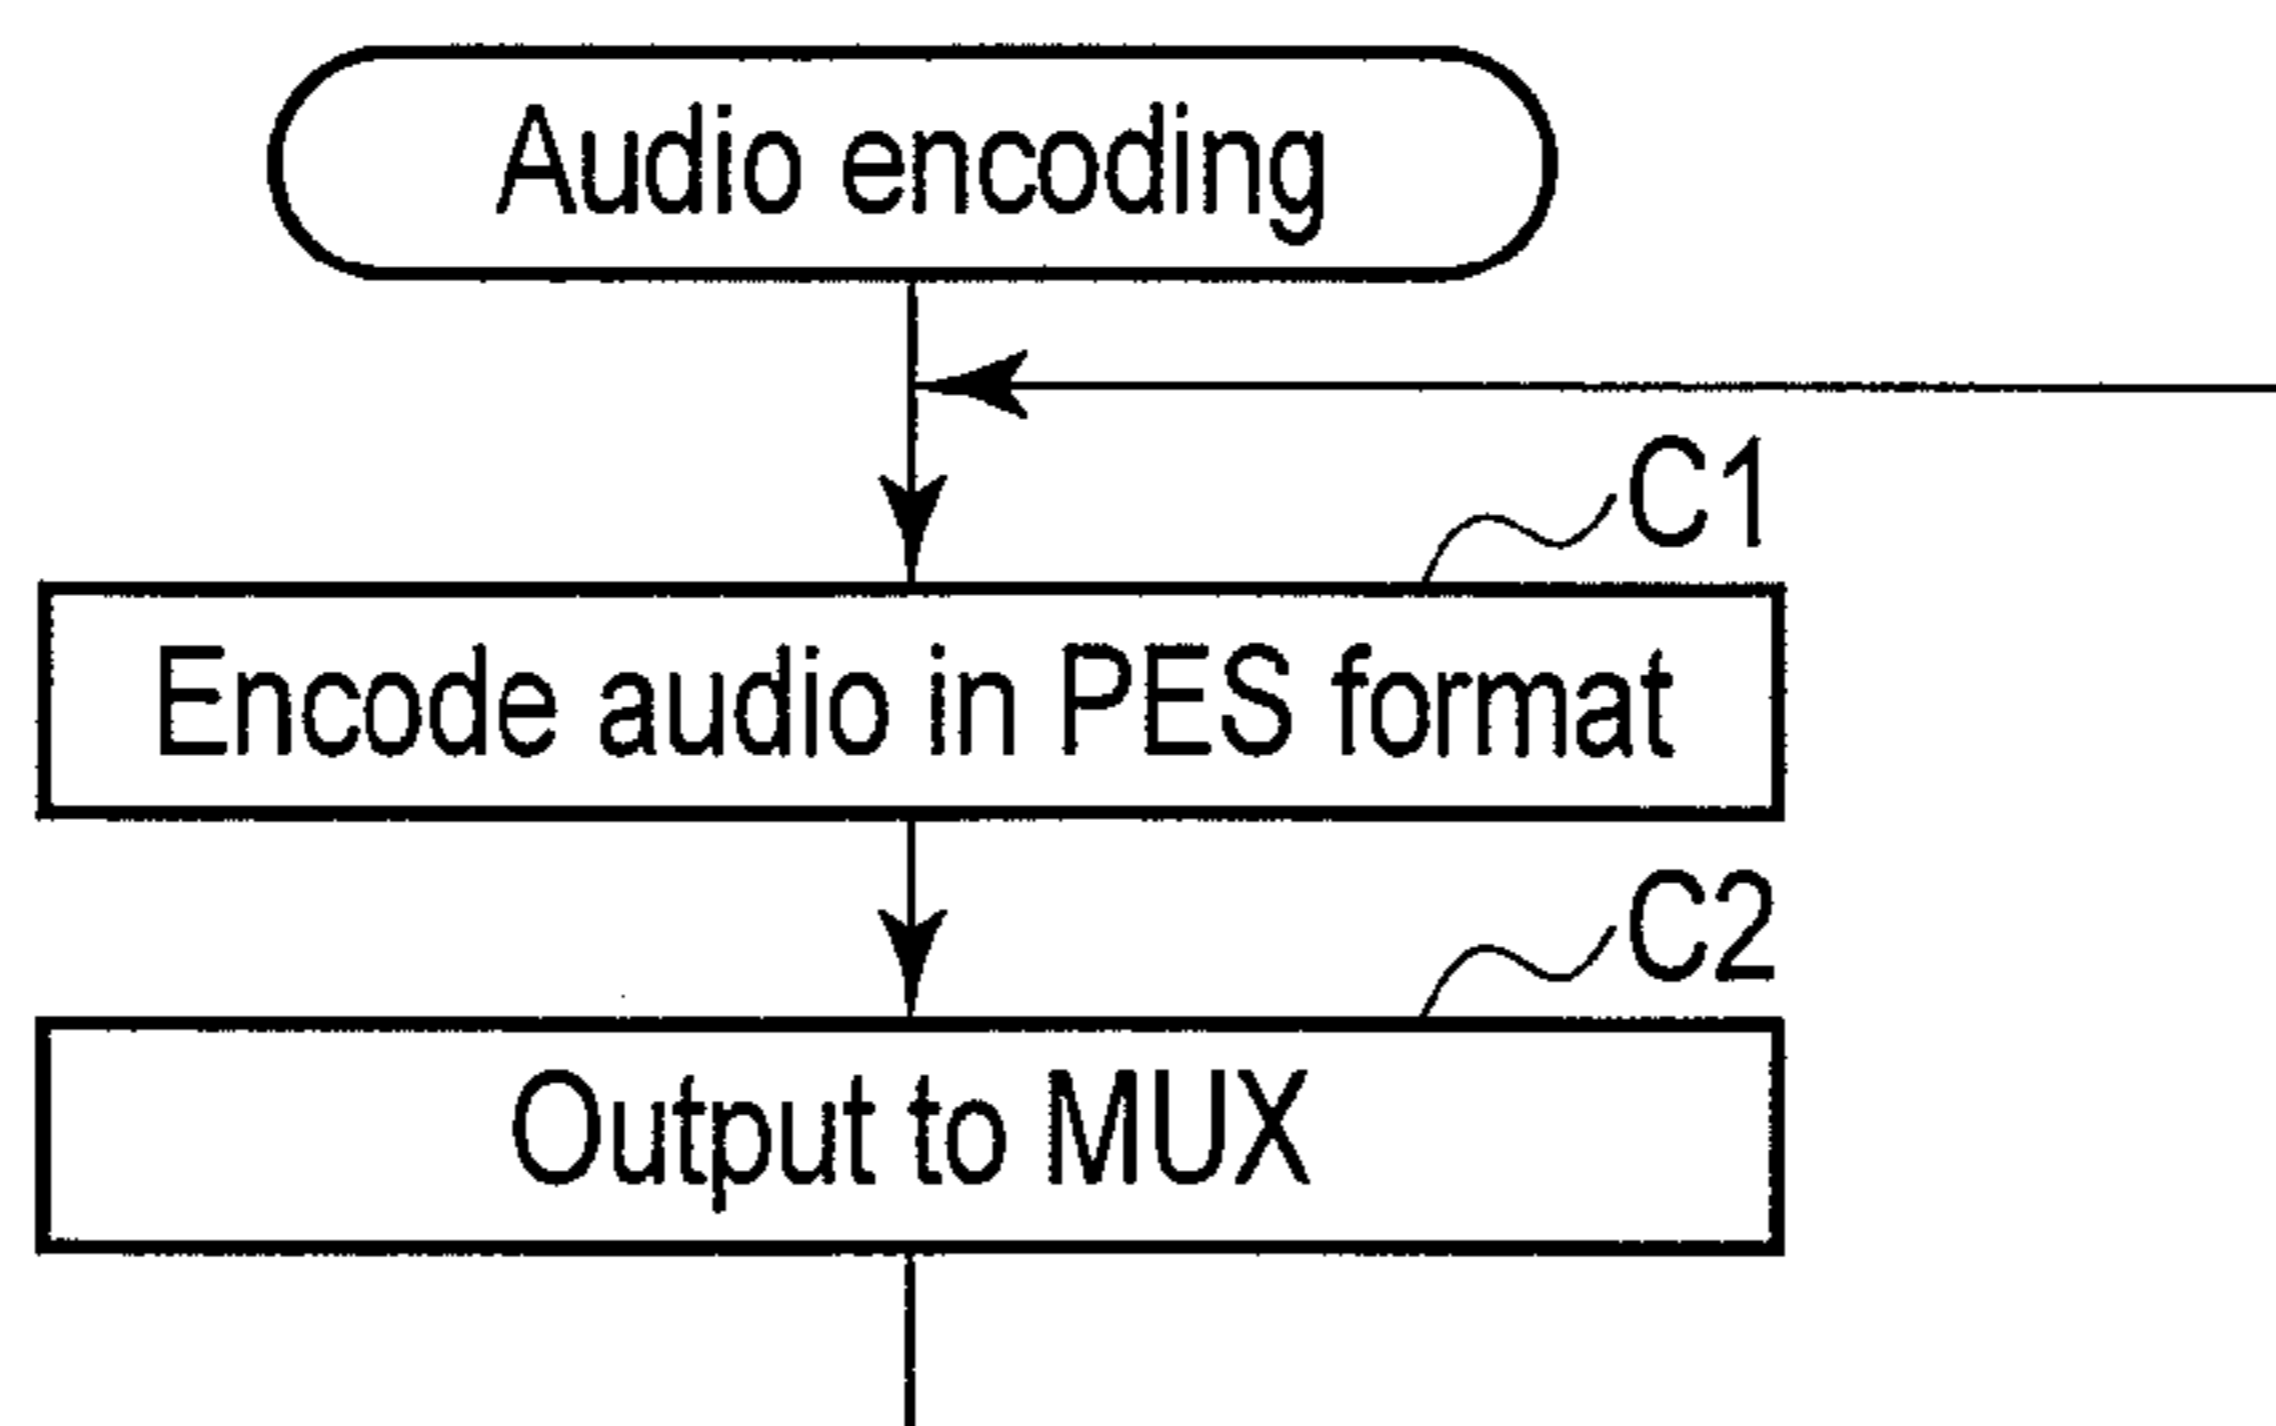 Audio encoding
C1
Encode audio in PES format
C2
Output to MUX